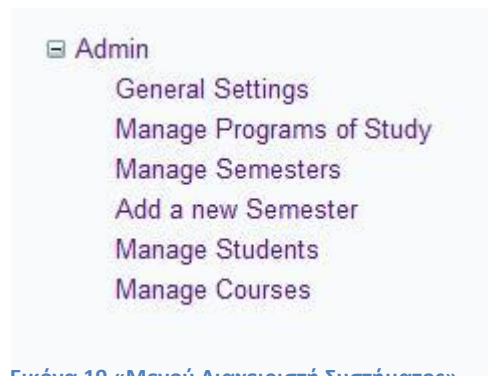 Admin
General Settings
Manage Programs of Study
Manage Semesters
Add a new Semester
Manage Students
Manage Courses
Εικόνα 19 «Μενού Διαχειριστή Συστήματος»